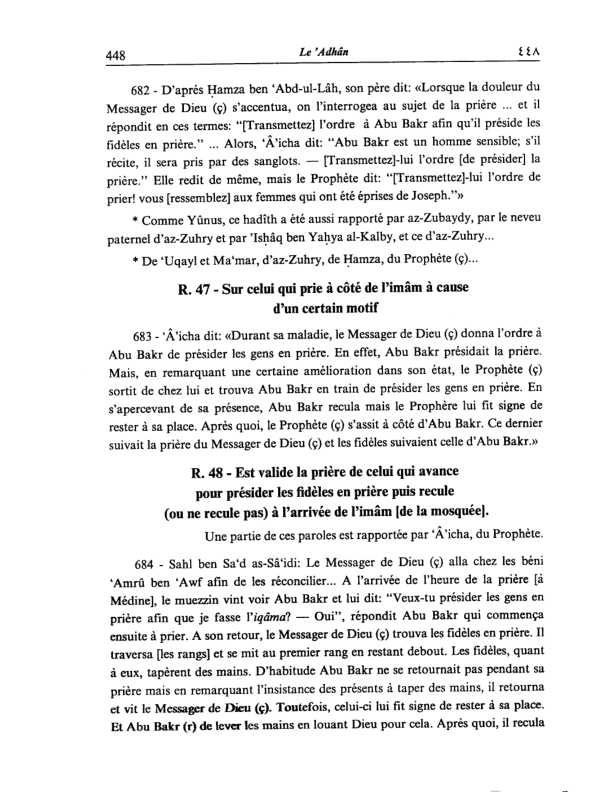 448 Le ’Adhân ٤٤٨
682 - D’aprés Ḥamza ben ‘Abd-ul-Lâh, son père dit: «Lorsque la douleur du
Messager de Dieu (ç) s’accentua, on l’interrogea au sujet de la prière ... et il
répondit en ces termes: “[Transmettez] l’ordre à Abu Bakr afin qu’il préside les
fidèles en prière.” ... Alors, ‘Â’icha dit: “Abu Bakr est un homme sensible; s’il
récite, il sera pris par des sanglots. — [Transmettez]-lui l’ordre [de présider] la
prière.” Elle redit de même, mais le Prophète dit: “[Transmettez]-lui l’ordre de
prier! vous [ressemblez] aux femmes qui ont été éprises de Joseph.”»
* Comme Yûnus, ce hadîth a été aussi rapporté par az-Zubaydy, par le neveu
paternel d’az-Zuhry et par ’Isḥâq ben Yaḥya al-Kalby, et ce d’az-Zuhry...
* De ‘Uqayl et Ma‘mar, d’az-Zuhry, de Ḥamza, du Prophète (ç)...
R. 47 - Sur celui qui prie à côté de l’imâm à cause
d’un certain motif
683 - ‘Â’icha dit: «Durant sa maladie, le Messager de Dieu (ç) donna l’ordre à
Abu Bakr de présider les gens en prière. En effet, Abu Bakr présidait la prière.
Mais, en remarquant une certaine amélioration dans son état, le Prophète (ç)
sortit de chez lui et trouva Abu Bakr en train de présider les gens en prière. En
s’apercevant de sa présence, Abu Bakr recula mais le Prophère lui fit signe de
rester à sa place. Après quoi, le Prophète (ç) s’assit à côté d’Abu Bakr. Ce dernier
suivait la prière du Messager de Dieu (ç) et les fidèles suivaient celle d’Abu Bakr.»
R. 48 - Est valide la prière de celui qui avance
pour présider les fidèles en prière puis recule
(ou ne recule pas) à l’arrivée de l’imâm [de la mosquée].
Une partie de ces paroles est rapportée par ‘Â’icha, du Prophète.
684 - Sahl ben Sa‘d as-Sâ‘idi: Le Messager de Dieu (ç) alla chez les béni
‘Amrû ben ‘Awf afin de les réconcilier... A l’arrivée de l’heure de la prière [à
Médine], le muezzin vint voir Abu Bakr et lui dit: “Veux-tu présider les gens en
prière afin que je fasse l’iqâma? — Oui”, répondit Abu Bakr qui commença
ensuite à prier. A son retour, le Messager de Dieu (ç) trouva les fidèles en prière. Il
traversa [les rangs] et se mit au premier rang en restant debout. Les fidèles, quant
à eux, tapèrent des mains. D’habitude Abu Bakr ne se retournait pas pendant sa
prière mais en remarquant l’insistance des présents à taper des mains, il retourna
et vit le Messager de Dieu (ç). Toutefois, celui-ci lui fit signe de rester à sa place.
Et Abu Bakr (r) de lever les mains en louant Dieu pour cela. Après quoi, il recula